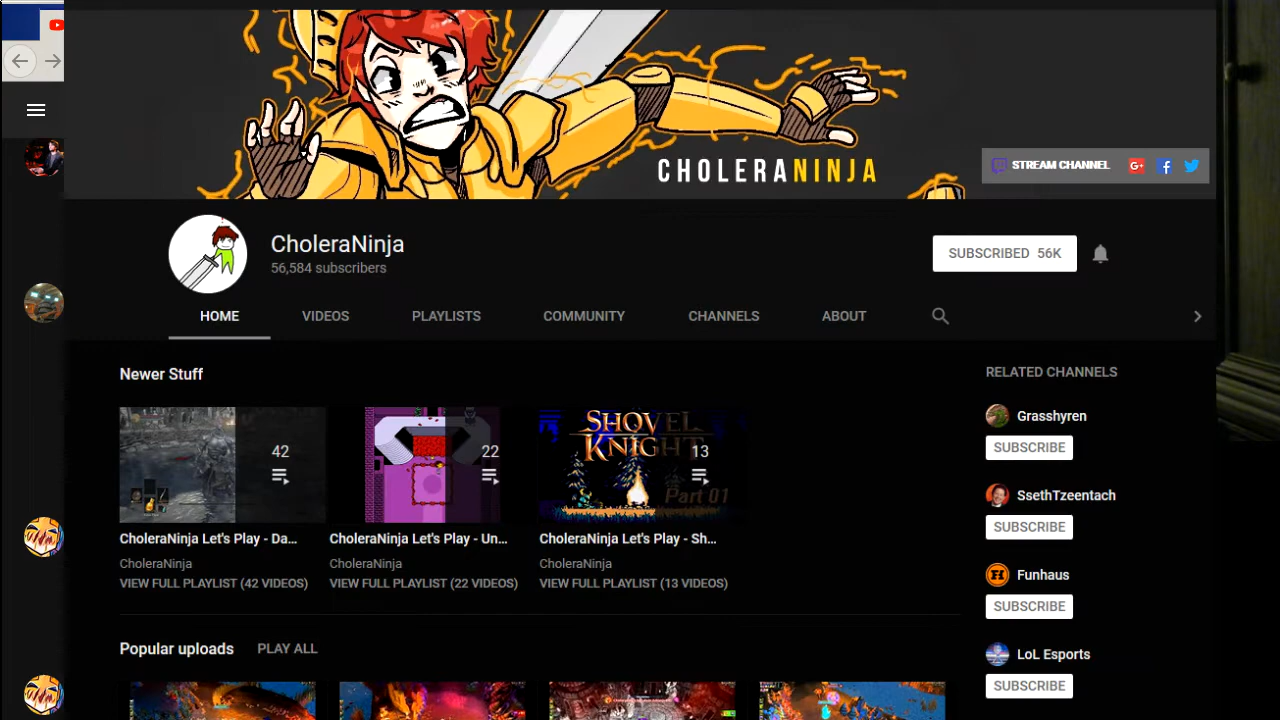 CHOLERANINJA
STREAM CHANNEL
CholeraNinja
56,584 subscribers
SUBSCRIBED 56K
HOME VIDEOS PLAYLISTS COMMUNITY CHANNELS ABOUT
Newer Stuff
RELATED CHANNELS
42
22
SHOVEL KNIGHT
13
Part 01
CholeraNinja Let's Play - Da...
CholeraNinja Let's Play - Un...
CholeraNinja Let's Play - Sh...
CholeraNinja
CholeraNinja
CholeraNinja
VIEW FULL PLAYLIST (42 VIDEOS)
VIEW FULL PLAYLIST (22 VIDEOS)
VIEW FULL PLAYLIST (13 VIDEOS)
Grasshyren
SUBSCRIBE
SsethTzeentach
SUBSCRIBE
Funhaus
SUBSCRIBE
LoL Esports
SUBSCRIBE
Popular uploads PLAY ALL